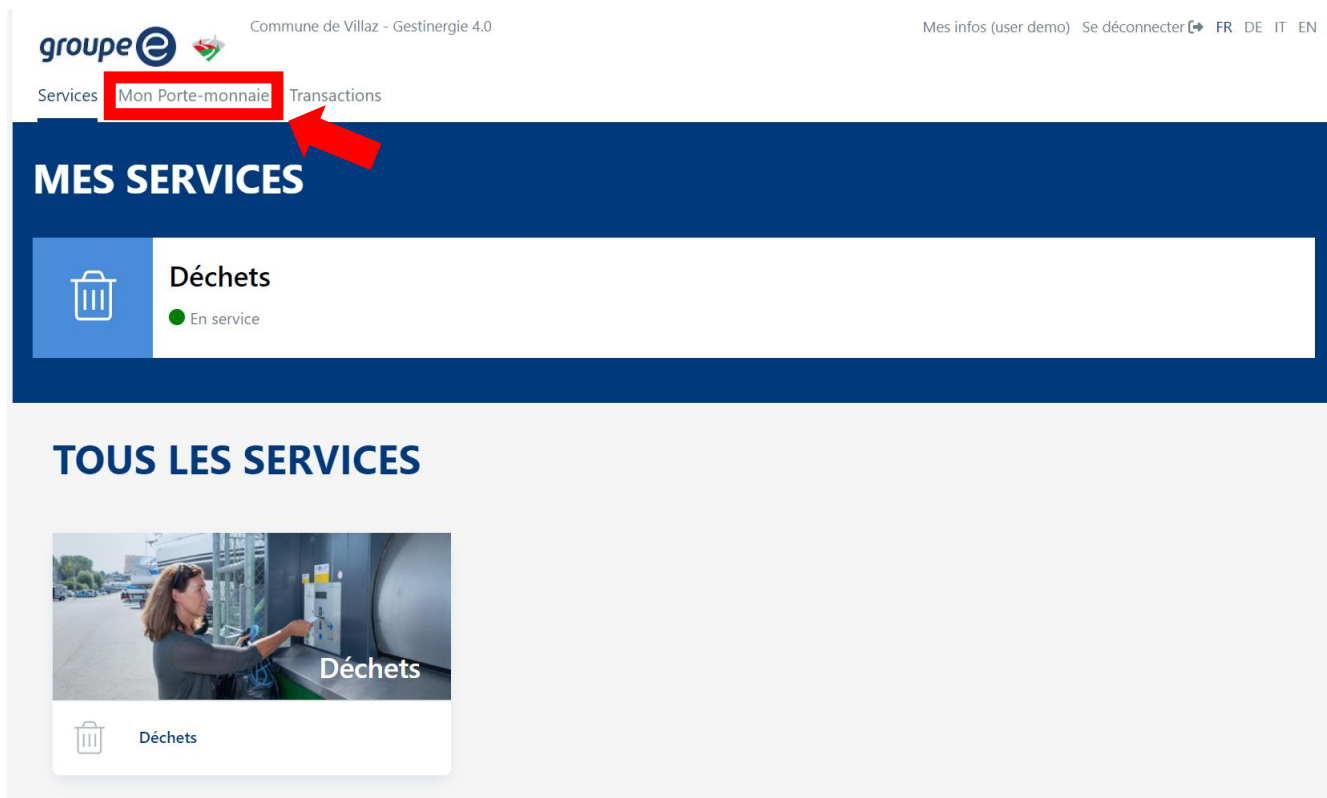 groupe e
Commune de Villaz - Gestinergie 4.0
Mes infos (user demo) Se déconnecter FR DE IT EN
Services Mon Porte-monnaie Transactions
MES SERVICES
Déchets
En service
TOUS LES SERVICES
Déchets
Déchets